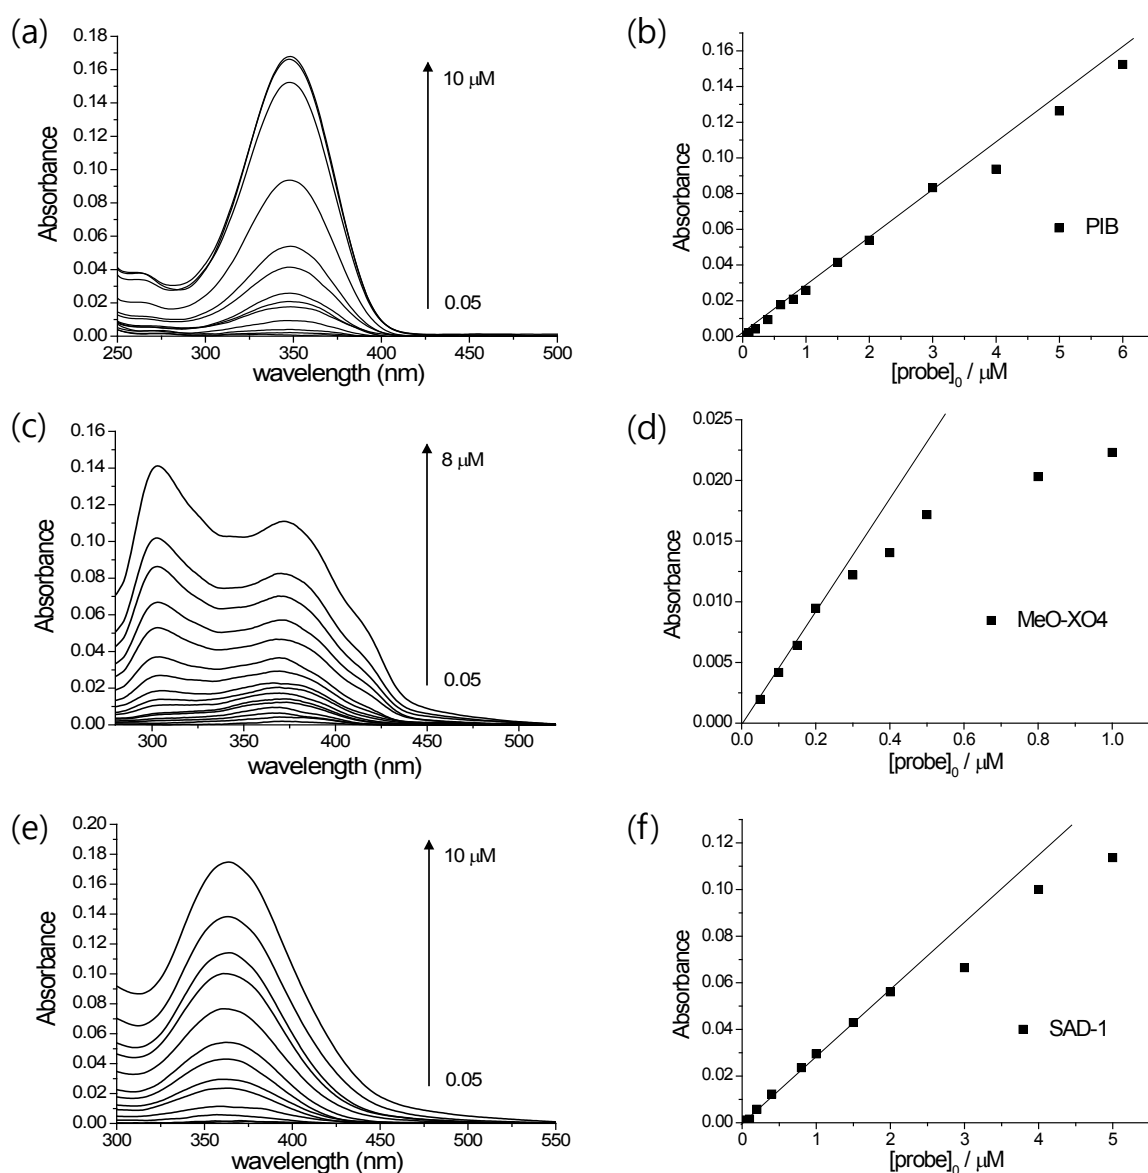 (a)
0.18
0.16
0.14
0.12
0.10
0.08
0.06
0.04
0.02
0.00
Absorbance
10 μM
0.05
250 300 350 400 450 500
wavelength (nm)
(b)
0.16
0.14
0.12
0.10
0.08
0.06
0.04
0.02
0.00
Absorbance
PIB
0 1 2 3 4 5 6
[probe]₀ / μM
(c)
0.16
0.14
0.12
0.10
0.08
0.06
0.04
0.02
0.00
Absorbance
8 μM
0.05
300 350 400 450 500
wavelength (nm)
(d)
0.025
0.020
0.015
0.010
0.005
0.000
Absorbance
MeO-XO4
0.0 0.2 0.4 0.6 0.8 1.0
[probe]₀ / μM
(e)
0.20
0.18
0.16
0.14
0.12
0.10
0.08
0.06
0.04
0.02
0.00
Absorbance
10 μM
0.05
300 350 400 450 500 550
wavelength (nm)
(f)
0.12
0.10
0.08
0.06
0.04
0.02
0.00
Absorbance
SAD-1
0 1 2 3 4 5
[probe]₀ / μM